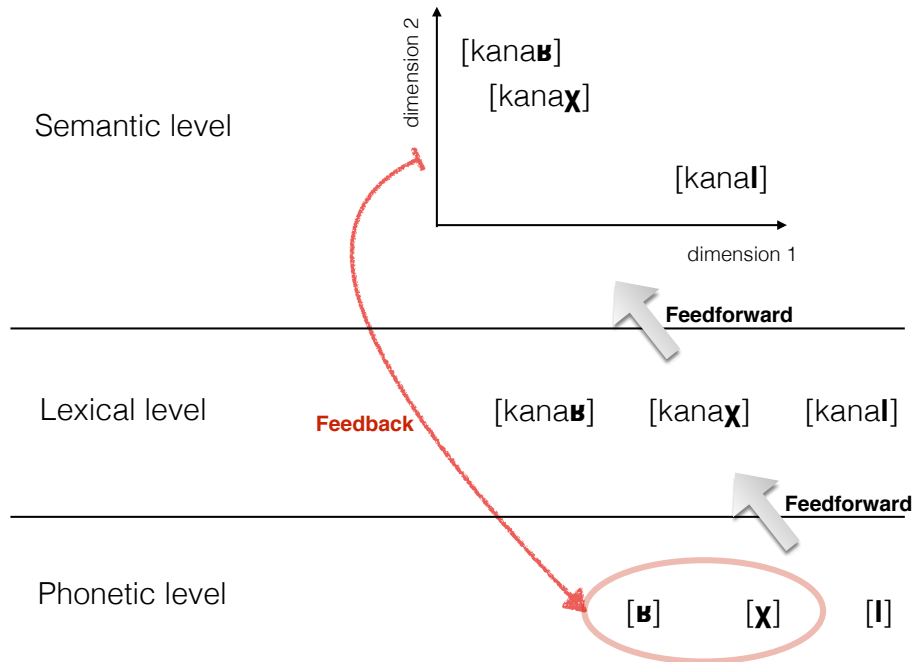 dimension 2
[kanaʁ]
[kanaχ]
Semantic level
[kanal]
dimension 1
Feedforward
Lexical level
[kanaʁ] [kanaχ] [kanal]
Feedback
Feedforward
Phonetic level
[ʁ] [χ] [l]